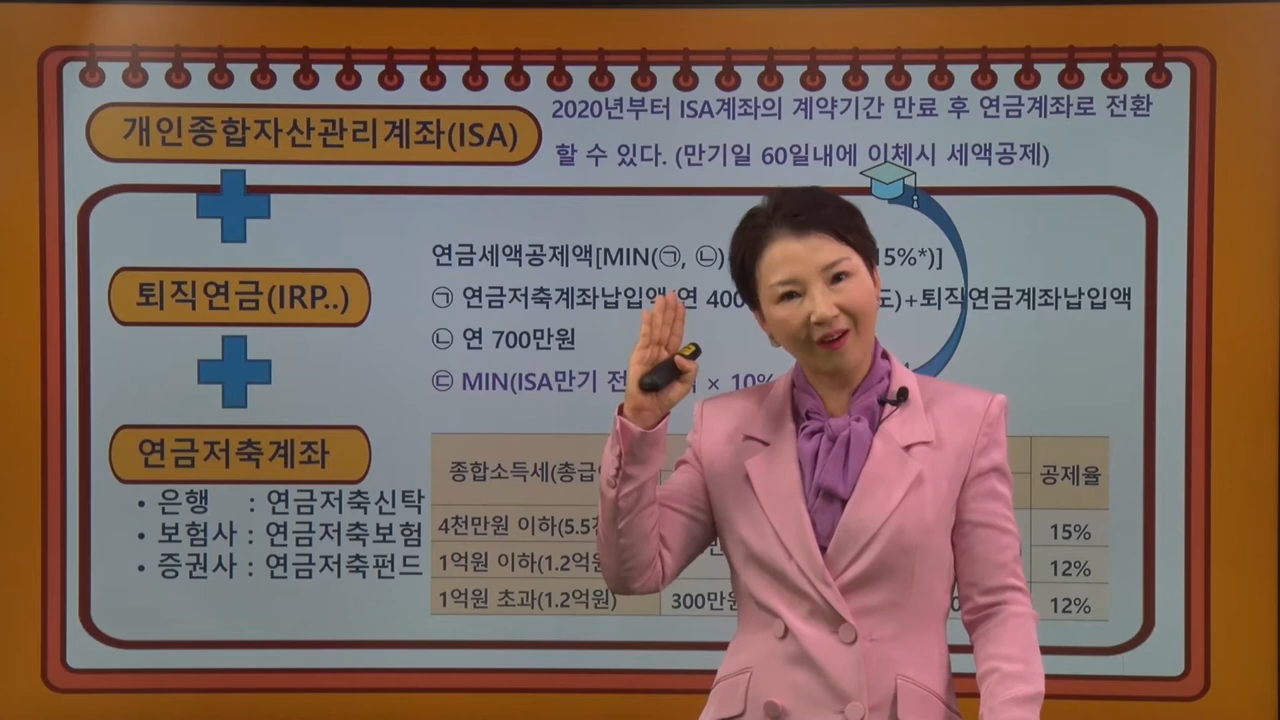 개인종합자산관리계좌(ISA)
2020년부터 ISA계좌의 계약기간 만료 후 연금계좌로 전환
할 수 있다. (만기일 60일내에 이체시 세액공제)
퇴직연금(IRP..)
연금저축계좌
• 은행 : 연금저축신탁
• 보험사 : 연금저축보험
• 증권사 : 연금저축펀드
연금세액공제액[MIN(㉠, ㉡) 15%*)]
㉠ 연금저축계좌납입액(연 400 도)+퇴직연금계좌납입액
㉡ 연 700만원
㉢ MIN(ISA만기 전 × 10%
종합소득세(총급 공제율
4천만원 이하(5.5천 15%
1억원 이하(1.2억원 12%
1억원 초과(1.2억원) 300만 12%